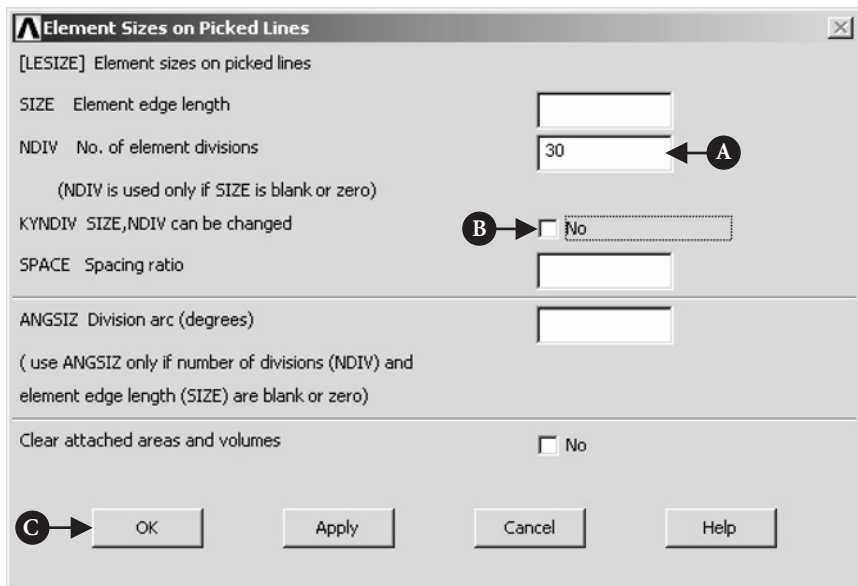 Element Sizes on Picked Lines
[LESIZE] Element sizes on picked lines
SIZE Element edge length
NDIV No. of element divisions 30 A
(NDIV is used only if SIZE is blank or zero)
KYNDIV SIZE,NDIV can be changed B No
SPACE Spacing ratio
ANGSIZ Division arc (degrees)
( use ANGSIZ only if number of divisions (NDIV) and
element edge length (SIZE) are blank or zero)
Clear attached areas and volumes No
C OK Apply Cancel Help